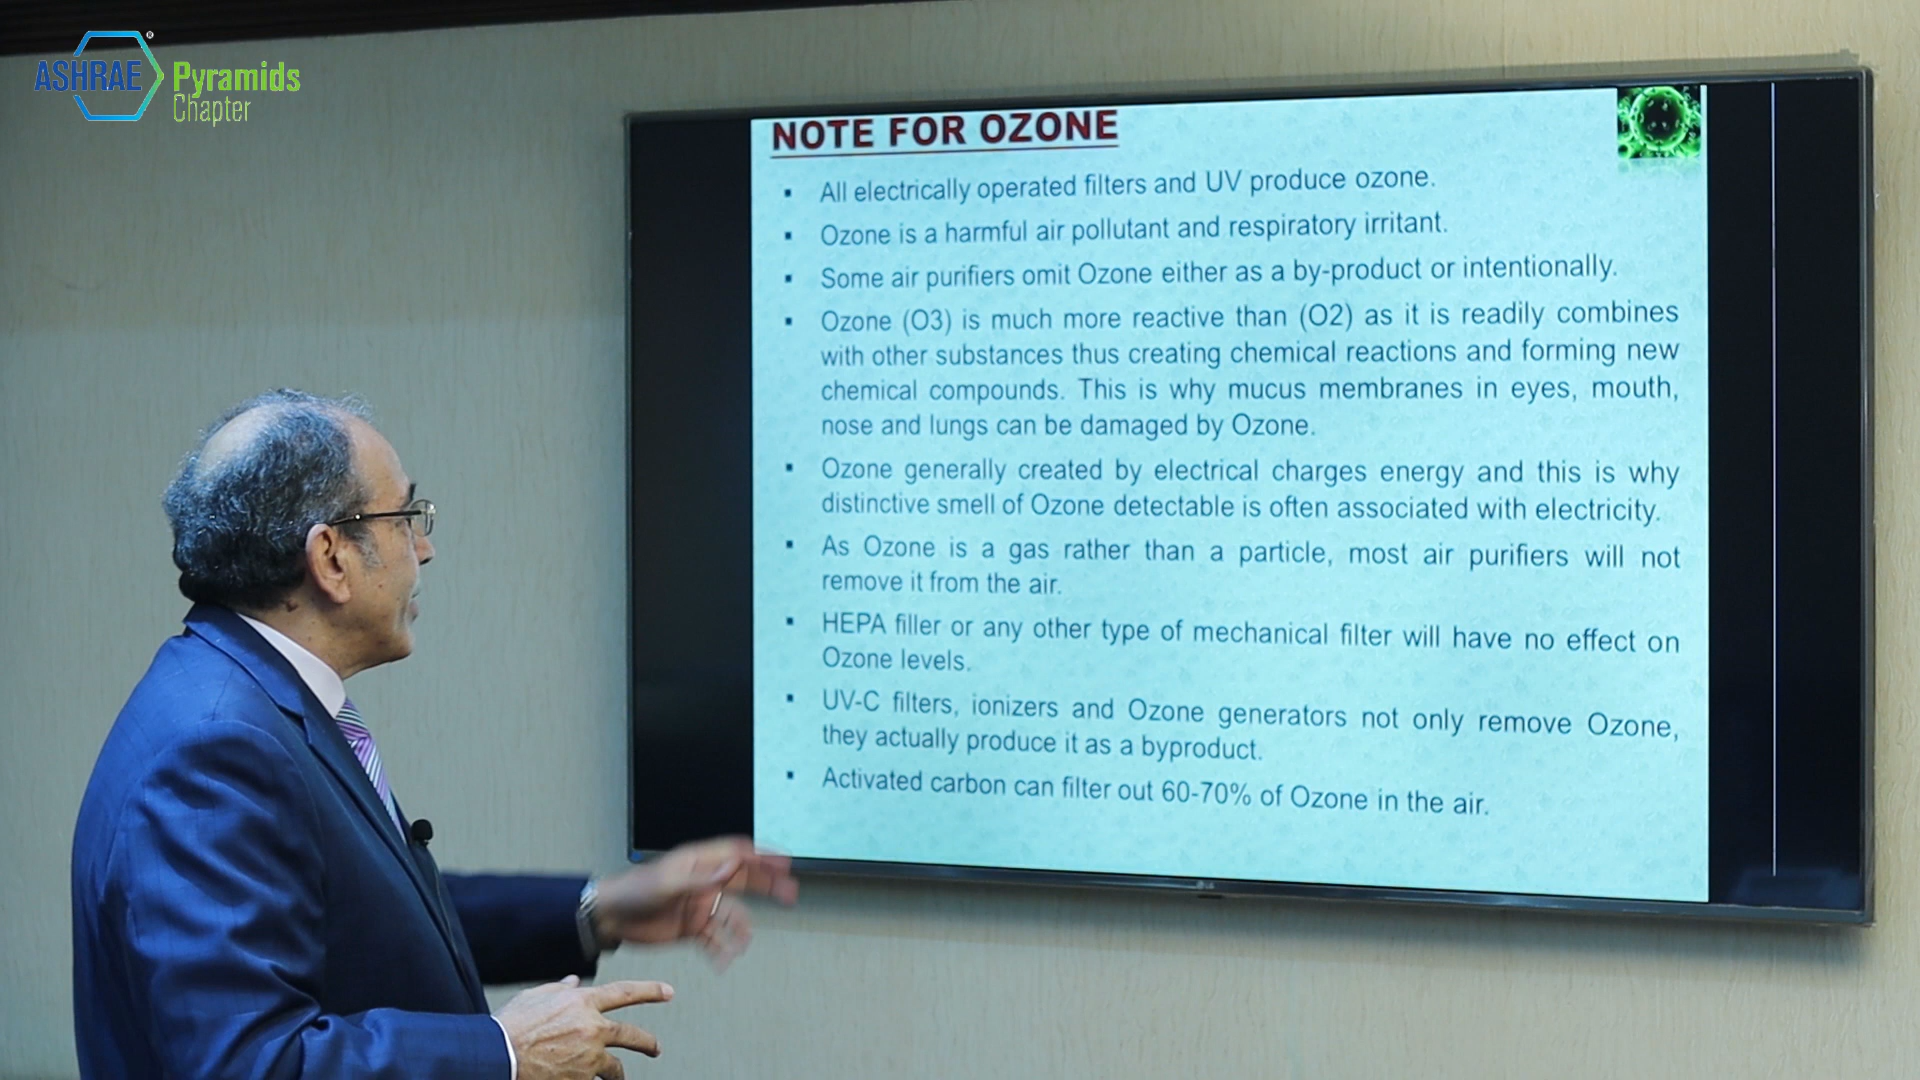 ASHRAE® Pyramids
Chapter
NOTE FOR OZONE
▪ All electrically operated filters and UV produce ozone.
▪ Ozone is a harmful air pollutant and respiratory irritant.
▪ Some air purifiers omit Ozone either as a by-product or intentionally.
▪ Ozone (O3) is much more reactive than (O2) as it is readily combines
with other substances thus creating chemical reactions and forming new
chemical compounds. This is why mucus membranes in eyes, mouth,
nose and lungs can be damaged by Ozone.
▪ Ozone generally created by electrical charges energy and this is why
distinctive smell of Ozone detectable is often associated with electricity.
▪ As Ozone is a gas rather than a particle, most air purifiers will not
remove it from the air.
▪ HEPA filler or any other type of mechanical filter will have no effect on
Ozone levels.
▪ UV-C filters, ionizers and Ozone generators not only remove Ozone,
they actually produce it as a byproduct.
▪ Activated carbon can filter out 60-70% of Ozone in the air.
LG